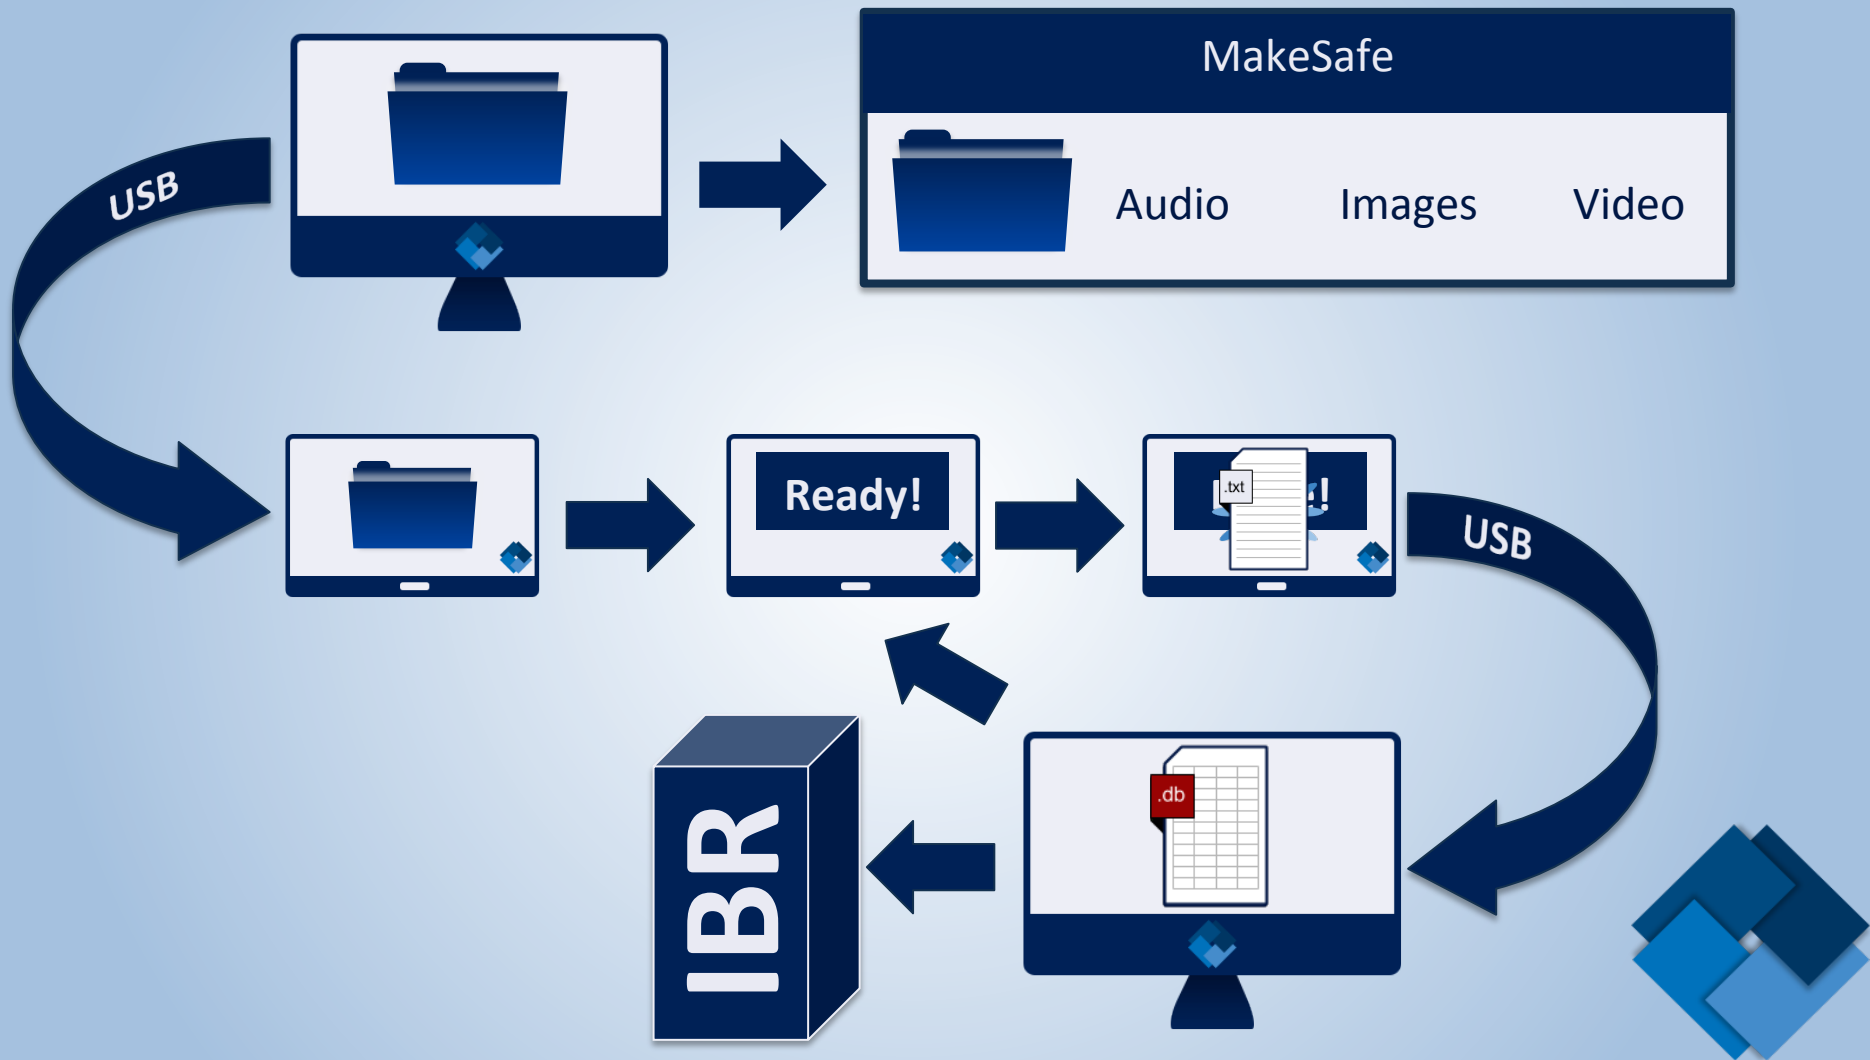 MakeSafe
USB
Audio Images Video
Ready!
.txt
USB
.db
IBR